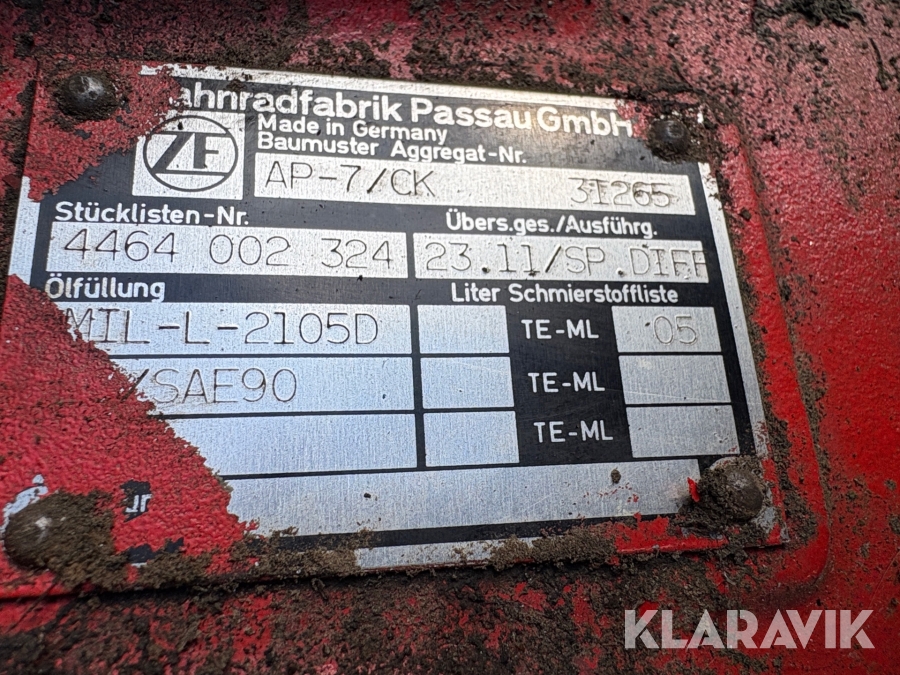 ahnradfabrik Passau GmbH
Made in Germany
ZF
Baumuster Aggregat-Nr.
AP-7/CK 31265
Stücklisten-Nr. Übers.ges./Ausführg.
4464 002 324 23.11/SP.DIFF
Ölfüllung Liter Schmierstoffliste
MIL-L-2105D TE-ML 05
/SAE90 TE-ML
TE-ML
KLARAVIK